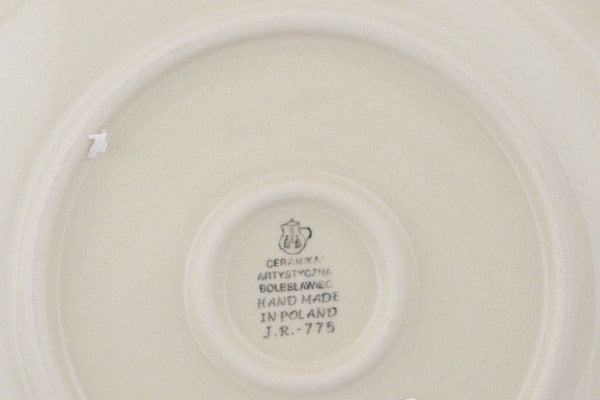 CERAMIKA
ARTYSTYCZNA
BOLESŁAWIEC
HAND MADE
IN POLAND
J.R.-775